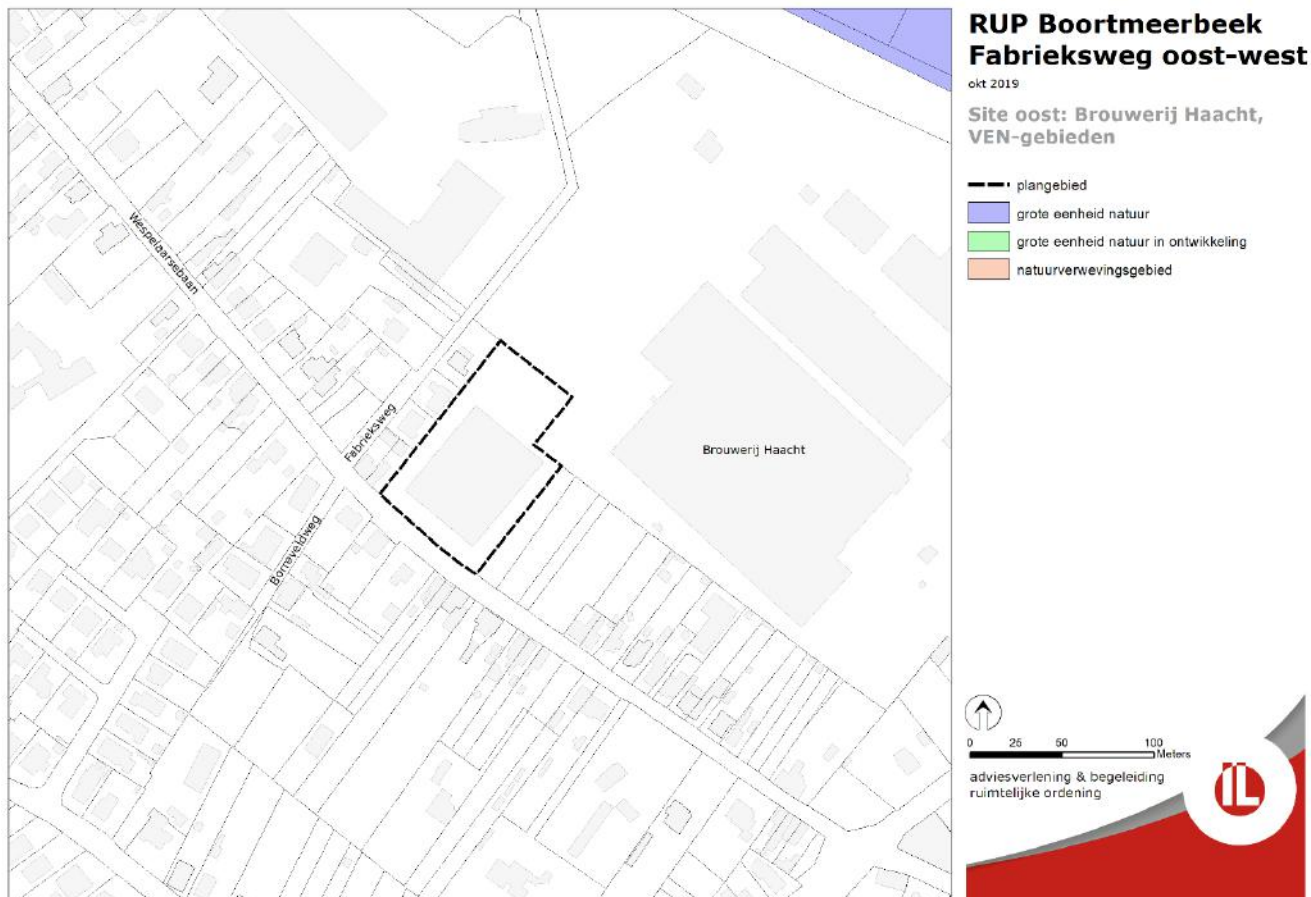 RUP Boortmeerbeek
Fabrieksweg oost-west
okt 2019
Site oost: Brouwerij Haacht,
VEN-gebieden
plangebied
grote eenheid natuur
grote eenheid natuur in ontwikkeling
natuurverwevingsgebied
Wespelaarsebaan
Fabrieksweg
Borreveldweg
Brouwerij Haacht
0 25 50 100
Meters
adviesverlening & begeleiding
ruimtelijke ordening
IL